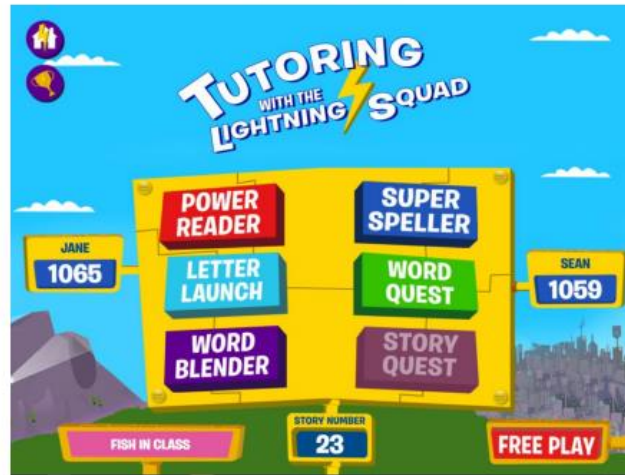 TUTORING
WITH THE
LIGHTNING SQUAD
POWER
READER
SUPER
SPELLER
JANE
1065
LETTER
LAUNCH
WORD
QUEST
SEAN
1059
WORD
BLENDER
STORY
QUEST
FISH IN CLASS
STORY NUMBER
23
FREE PLAY